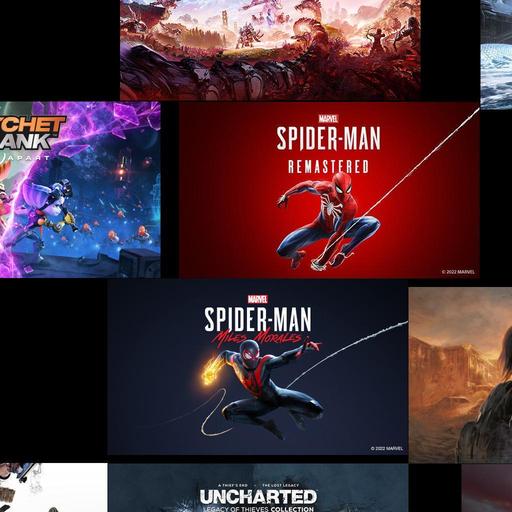 TCHET
ANK
APART
MARVEL
SPIDER-MAN
REMASTERED
© 2022 MARVEL
MARVEL
SPIDER-MAN
MILES MORALES
© 2022 MARVEL
A THIEF'S END • THE LOST LEGACY
UNCHARTED
LEGACY OF THIEVES COLLECTION